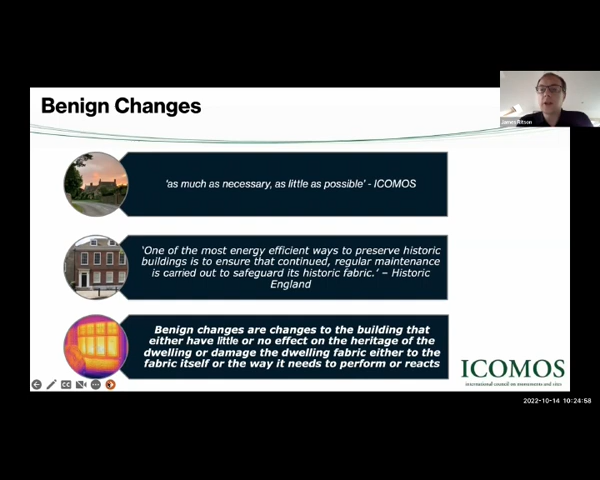 Benign Changes
James Ritson
'as much as necessary, as little as possible' - ICOMOS
'One of the most energy efficient ways to preserve historic
buildings is to ensure that continued, regular maintenance
is carried out to safeguard its historic fabric.' – Historic
England
Benign changes are changes to the building that
either have little or no effect on the heritage of the
dwelling or damage the dwelling fabric either to the
fabric itself or the way it needs to perform or reacts
ICOMOS
international council on monuments and sites
2022-10-14 10:24:58